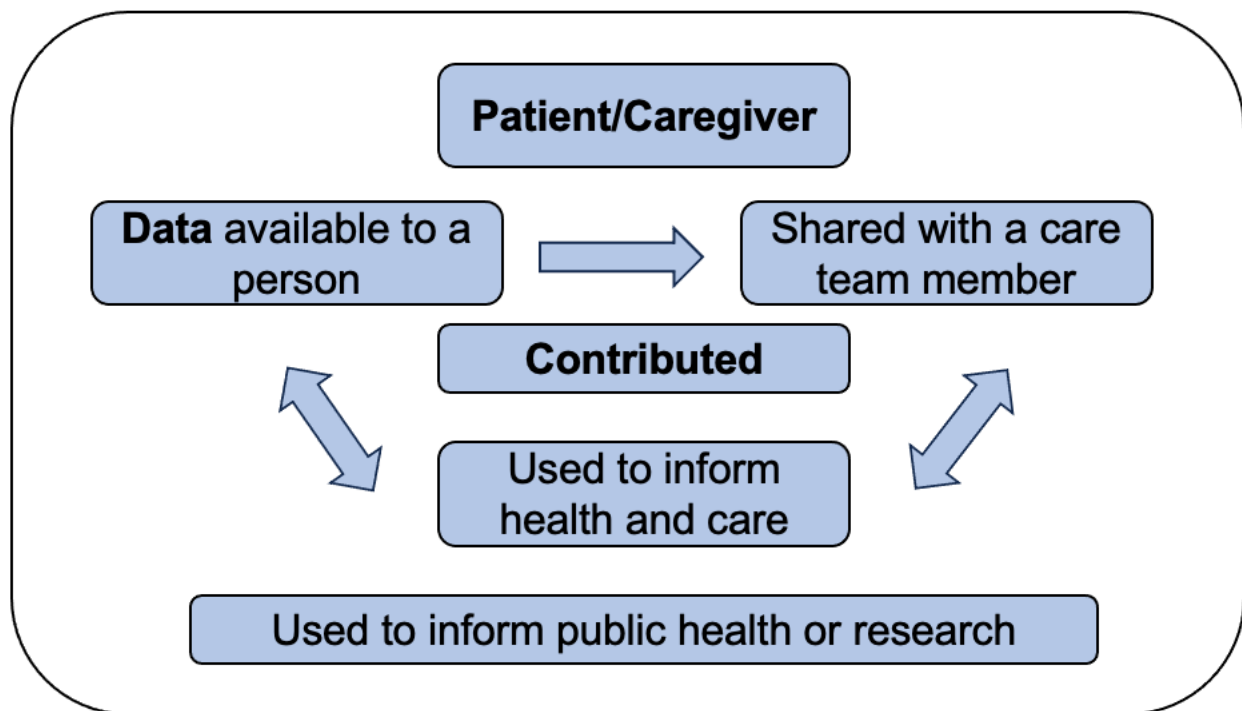 Patient/Caregiver
Data available to a
person
Shared with a care
team member
Contributed
Used to inform
health and care
Used to inform public health or research